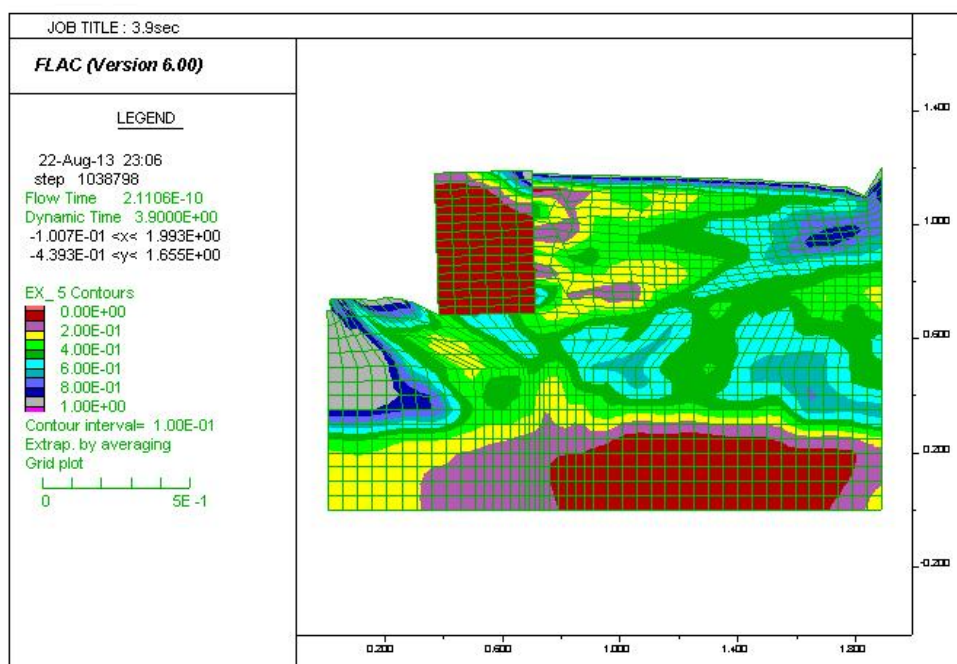 JOB TITLE : 3.9sec
FLAC (Version 6.00)
LEGEND
22-Aug-13 23:06
step 1038798
Flow Time 2.1106E-10
Dynamic Time 3.9000E+00
-1.007E-01 <x< 1.993E+00
-4.393E-01 <y< 1.655E+00
EX_ 5 Contours
0.00E+00
2.00E-01
4.00E-01
6.00E-01
8.00E-01
1.00E+00
Contour interval= 1.00E-01
Extrap. by averaging
Grid plot
0 5E -1
1.400
1.000
0.600
0.200
-0.200
0.200 0.600 1.000 1.400 1.800